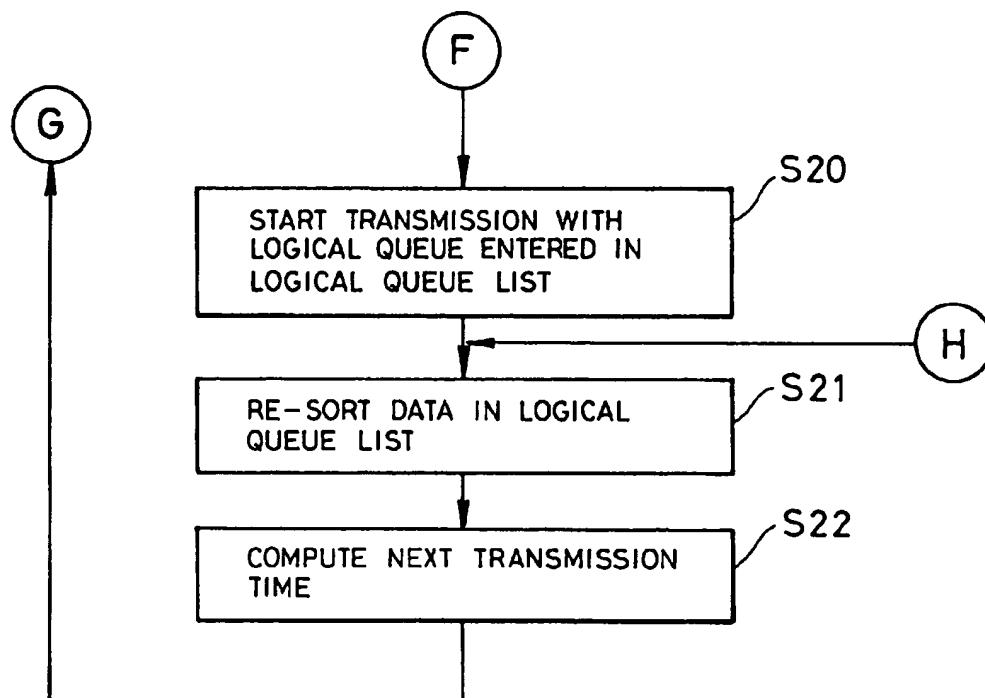 F
G
S20
START TRANSMISSION WITH
LOGICAL QUEUE ENTERED IN
LOGICAL QUEUE LIST
H
S21
RE-SORT DATA IN LOGICAL
QUEUE LIST
S22
COMPUTE NEXT TRANSMISSION
TIME